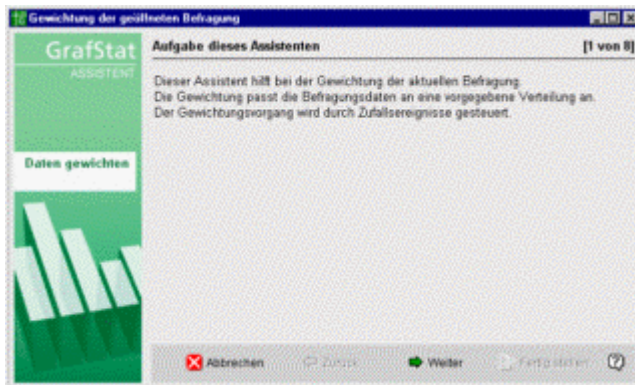 Gewichtung der geöffneten Befragung
GrafStat
ASSISTENT
Aufgabe dieses Assistenten [1 von 8]
Dieser Assistent hilft bei der Gewichtung der aktuellen Befragung.
Die Gewichtung passt die Befragungsdaten an eine vorgegebene Verteilung an.
Der Gewichtungsvorgang wird durch Zufallsereignisse gesteuert.
Daten gewichten
Abbrechen Zurück Weiter Fertigstellen